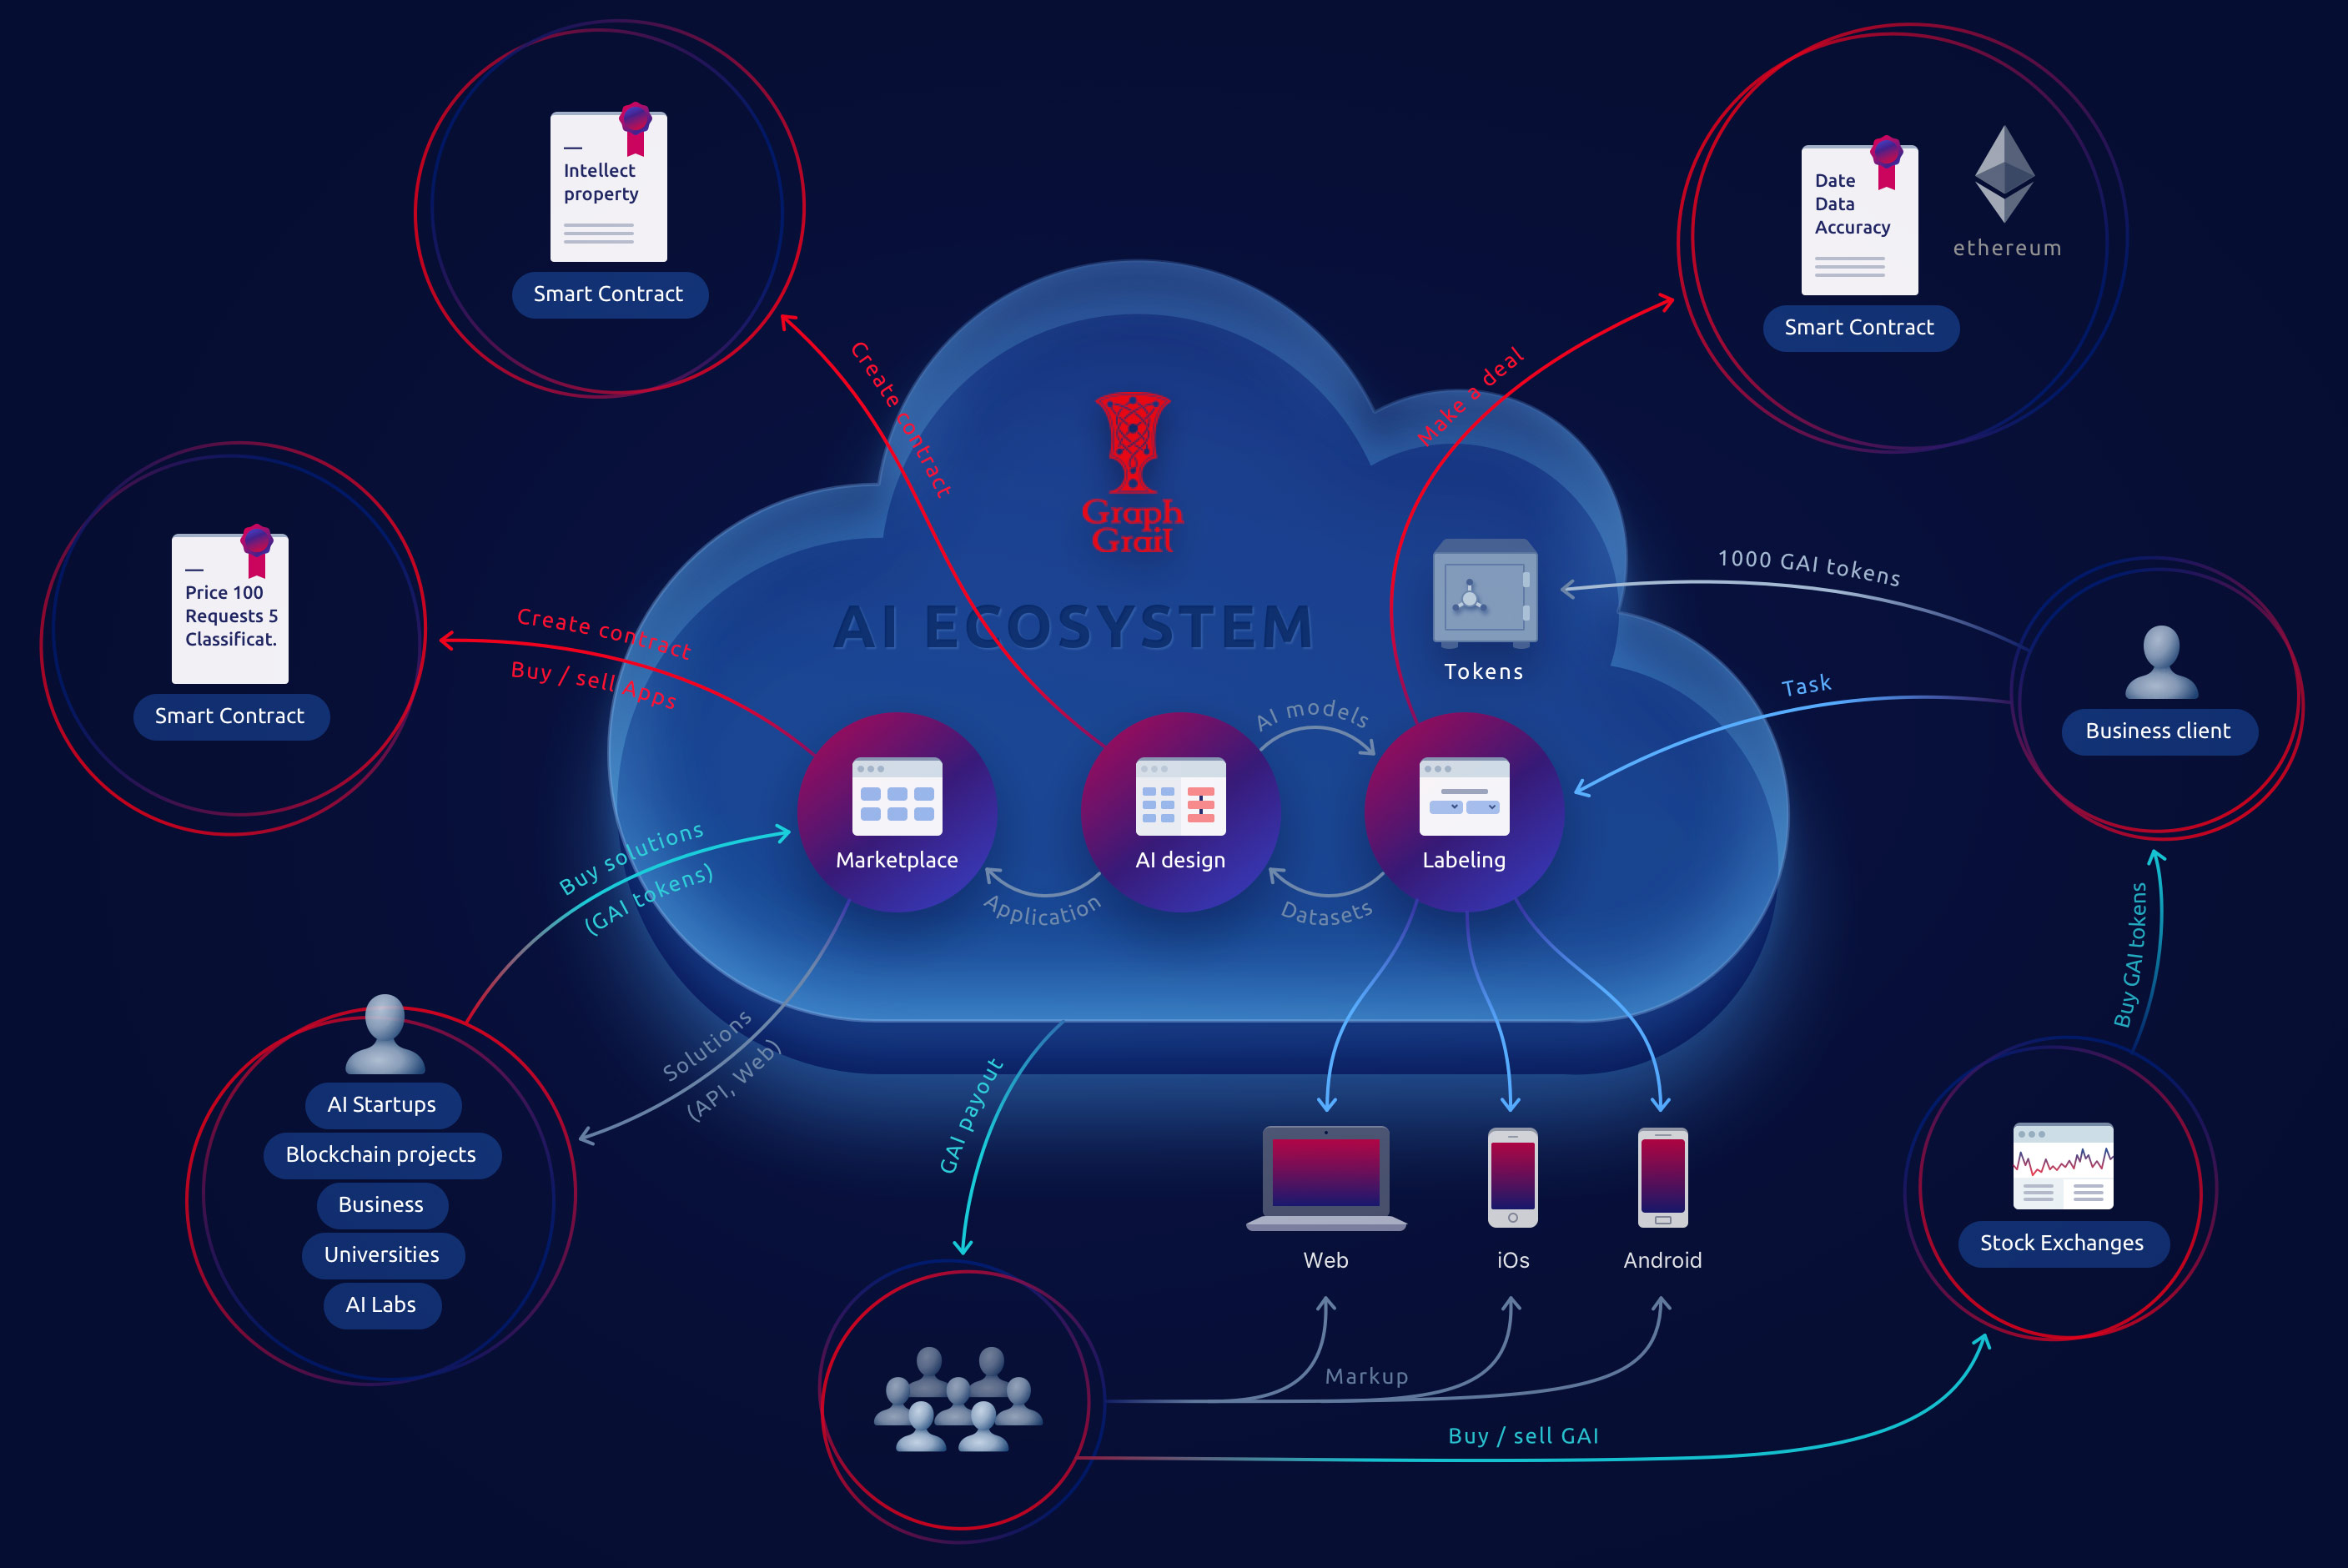 Intellect
property
Smart Contract
Date
Data
Accuracy
ethereum
Smart Contract
Create contract
Make a deal
Graph
Grail
Price 100
Requests 5
Classificat.
Smart Contract
Create contract
Buy / sell Apps
AI ECOSYSTEM
Tokens
1000 GAI tokens
Task
Business client
AI models
Marketplace
AI design
Labeling
Application
Datasets
Buy solutions
(GAI tokens)
Buy GAI tokens
Solutions
(API, Web)
GAI payout
AI Startups
Blockchain projects
Business
Universities
AI Labs
Web
iOs
Android
Stock Exchanges
Markup
Buy / sell GAI